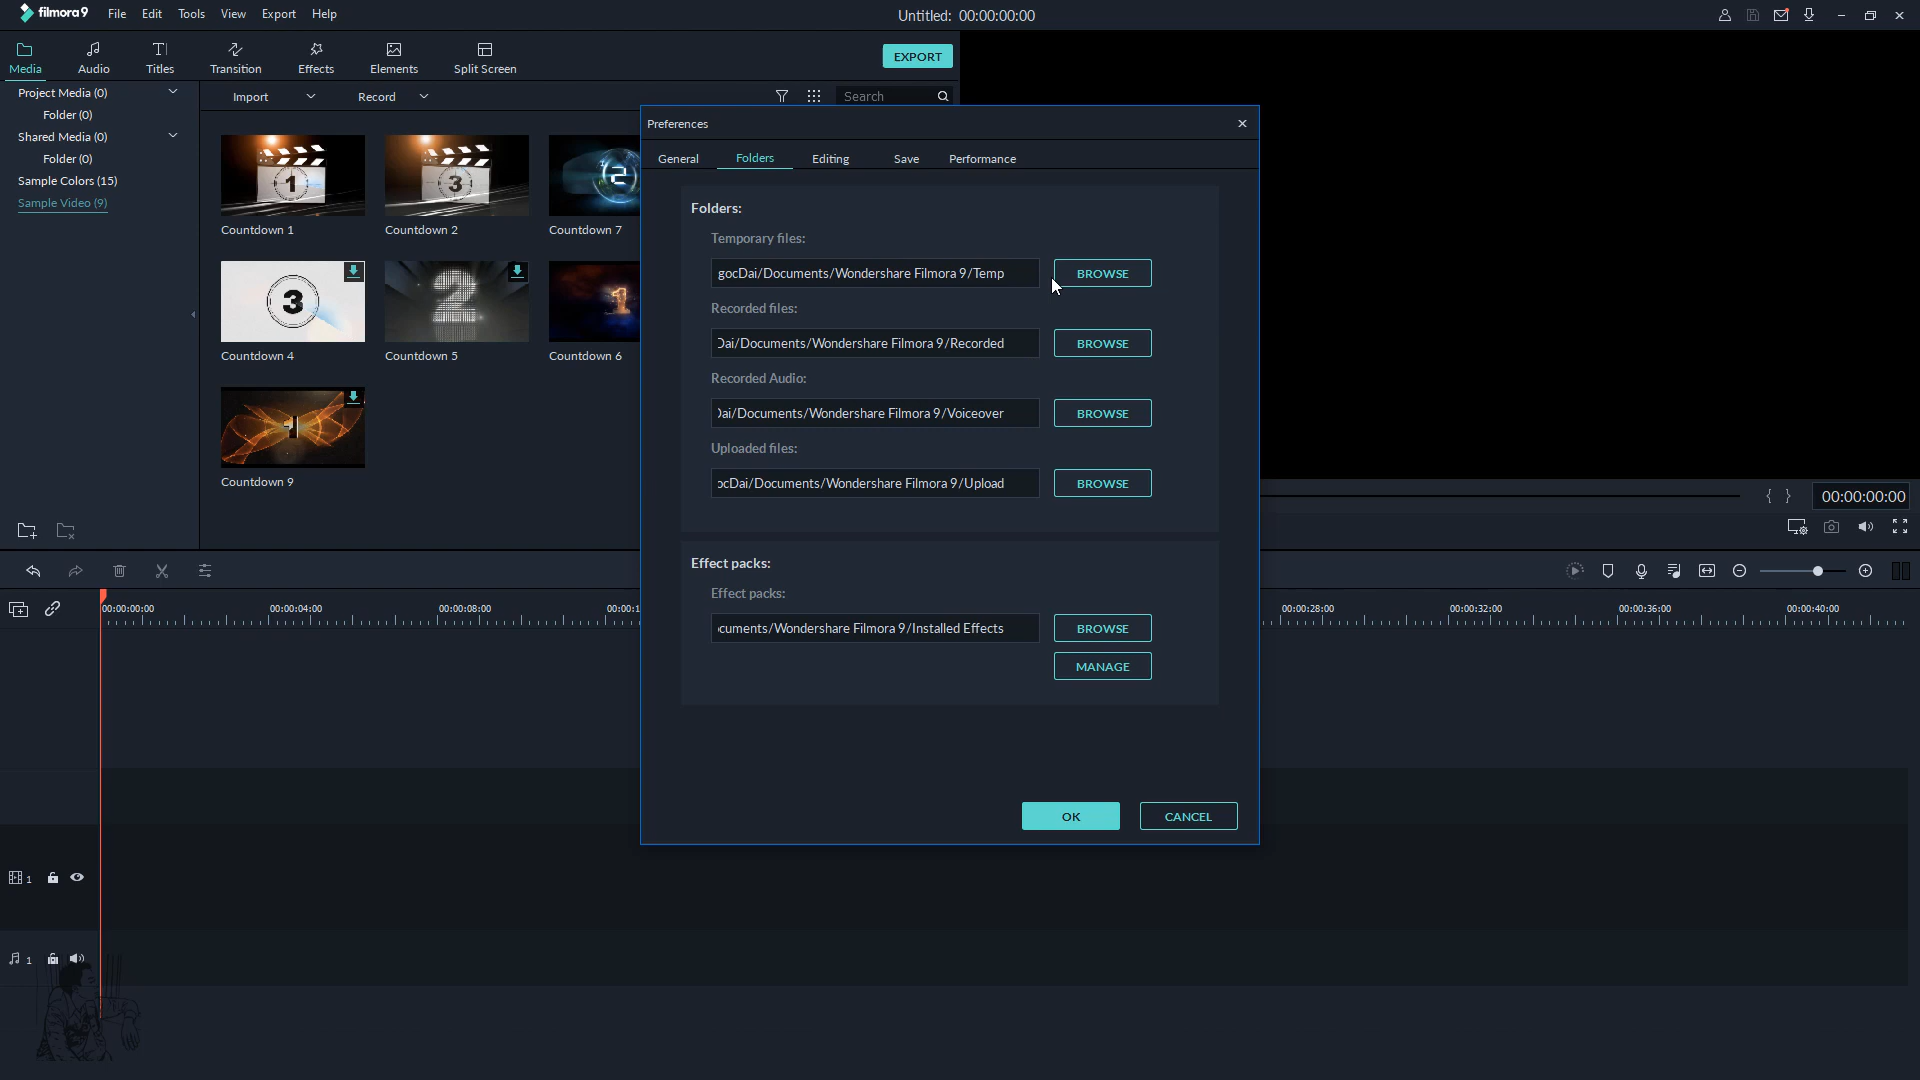 filmora9 File Edit Tools View Export Help Untitled: 00:00:00:00
Media Audio Titles Transition Effects Elements Split Screen EXPORT
Project Media (0)
Folder (0)
Shared Media (0)
Folder (0)
Sample Colors (15)
Sample Video (9)
Import Record Search
Countdown 1 Countdown 2 Countdown 7
Countdown 4 Countdown 5 Countdown 6
Countdown 9
Preferences
General Folders Editing Save Performance
Folders:
Temporary files:
gocDai/Documents/Wondershare Filmora 9/Temp BROWSE
Recorded files:
Dai/Documents/Wondershare Filmora 9/Recorded BROWSE
Recorded Audio:
Dai/Documents/Wondershare Filmora 9/Voiceover BROWSE
Uploaded files:
ocDai/Documents/Wondershare Filmora 9/Upload BROWSE
Effect packs:
Effect packs:
cuments/Wondershare Filmora 9/Installed Effects BROWSE
MANAGE
OK CANCEL
{ } 00:00:00:00
00:00:00:00 00:00:04:00 00:00:08:00 00:00:1 00:00:28:00 00:00:32:00 00:00:36:00 00:00:40:00
1
1